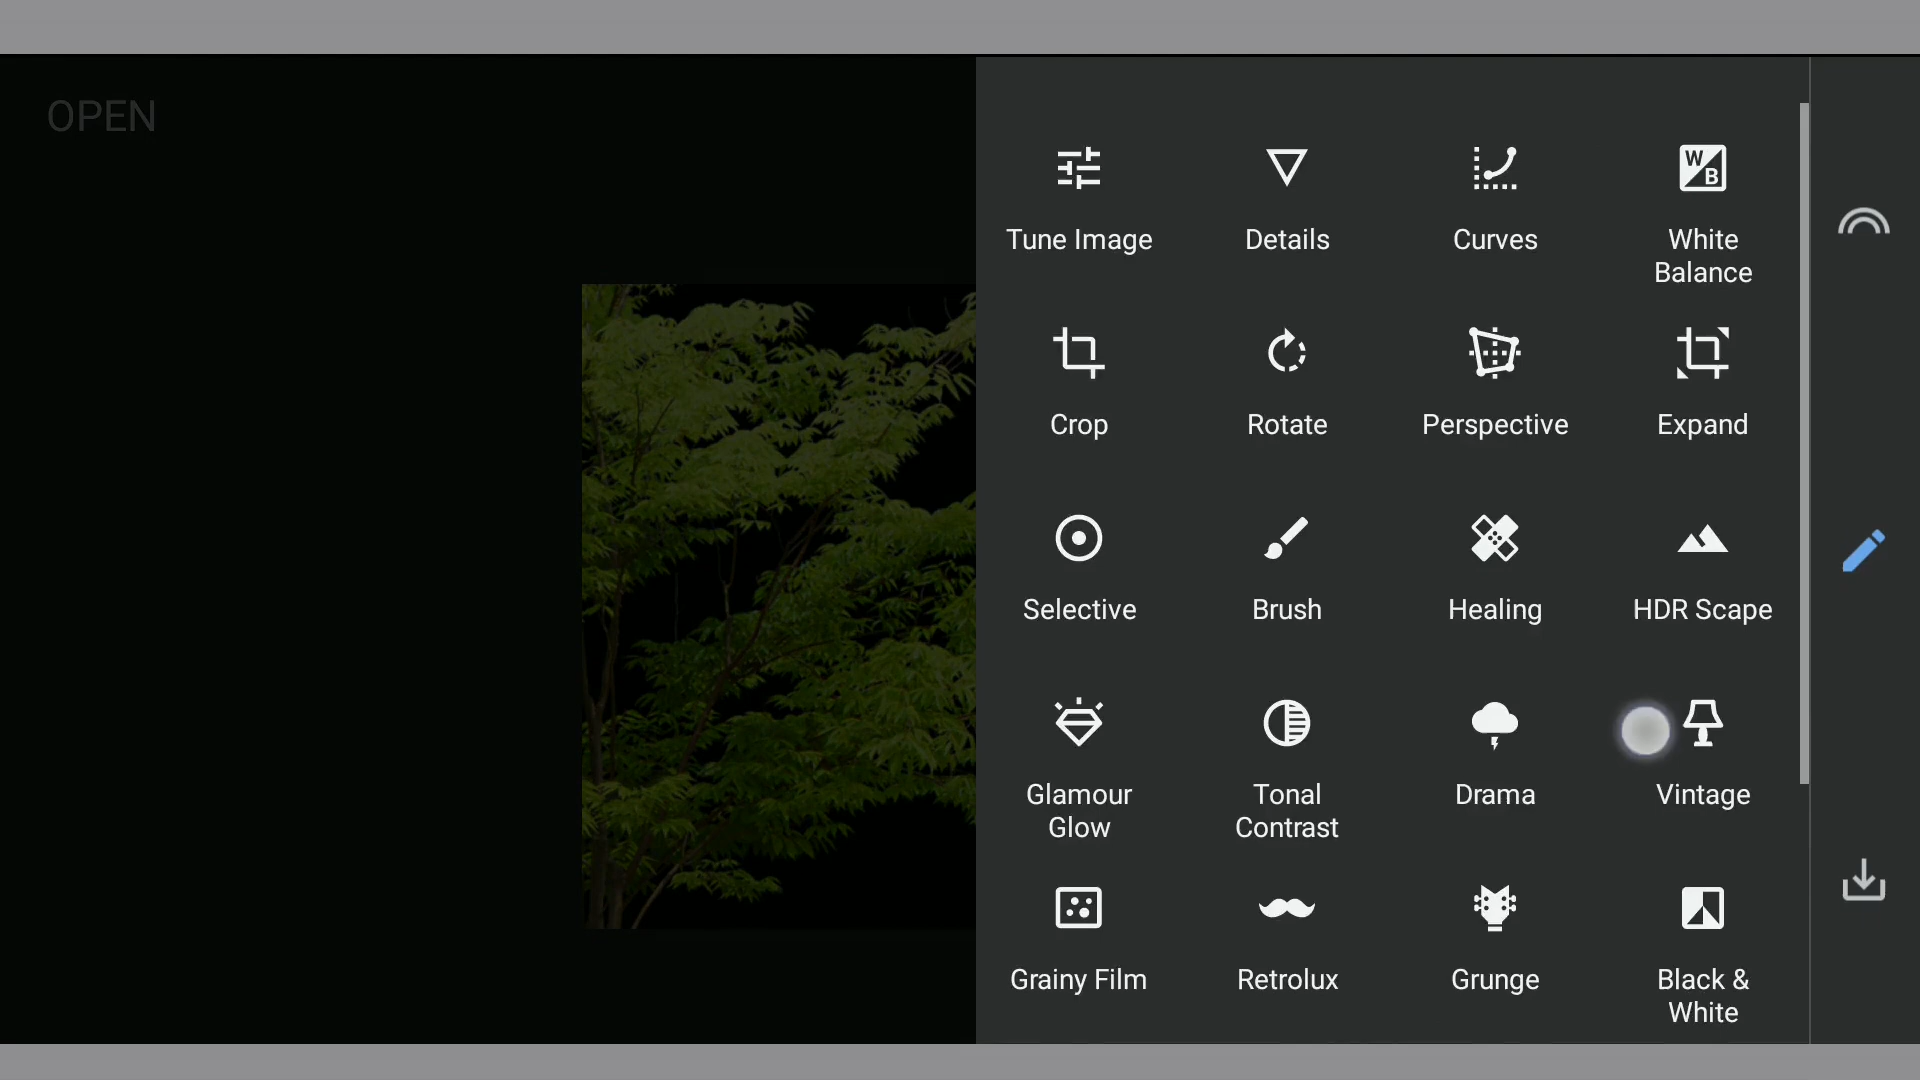 OPEN
Tune Image
Details
Curves
W
B
White
Balance
Crop
Rotate
Perspective
Expand
Selective
Brush
Healing
HDR Scape
Glamour
Glow
Tonal
Contrast
Drama
Vintage
Grainy Film
Retrolux
Grunge
Black &
White